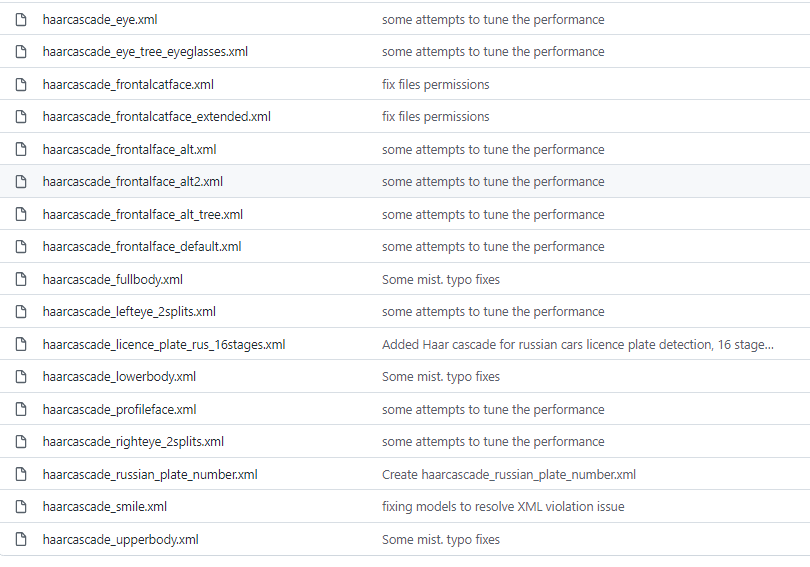 haarcascade_eye.xml some attempts to tune the performance
haarcascade_eye_tree_eyeglasses.xml some attempts to tune the performance
haarcascade_frontalcatface.xml fix files permissions
haarcascade_frontalcatface_extended.xml fix files permissions
haarcascade_frontalface_alt.xml some attempts to tune the performance
haarcascade_frontalface_alt2.xml some attempts to tune the performance
haarcascade_frontalface_alt_tree.xml some attempts to tune the performance
haarcascade_frontalface_default.xml some attempts to tune the performance
haarcascade_fullbody.xml Some mist. typo fixes
haarcascade_lefteye_2splits.xml some attempts to tune the performance
haarcascade_licence_plate_rus_16stages.xml Added Haar cascade for russian cars licence plate detection, 16 stage...
haarcascade_lowerbody.xml Some mist. typo fixes
haarcascade_profileface.xml some attempts to tune the performance
haarcascade_righteye_2splits.xml some attempts to tune the performance
haarcascade_russian_plate_number.xml Create haarcascade_russian_plate_number.xml
haarcascade_smile.xml fixing models to resolve XML violation issue
haarcascade_upperbody.xml Some mist. typo fixes